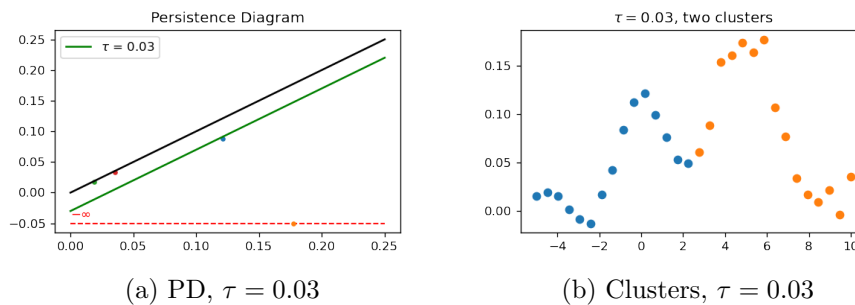 Persistence Diagram
τ = 0.03
0.25
0.20
0.15
0.10
0.05
0.00
−0.05
−∞
0.00 0.05 0.10 0.15 0.20 0.25
(a) PD, τ = 0.03
τ = 0.03, two clusters
0.15
0.10
0.05
0.00
−4 −2 0 2 4 6 8 10
(b) Clusters, τ = 0.03